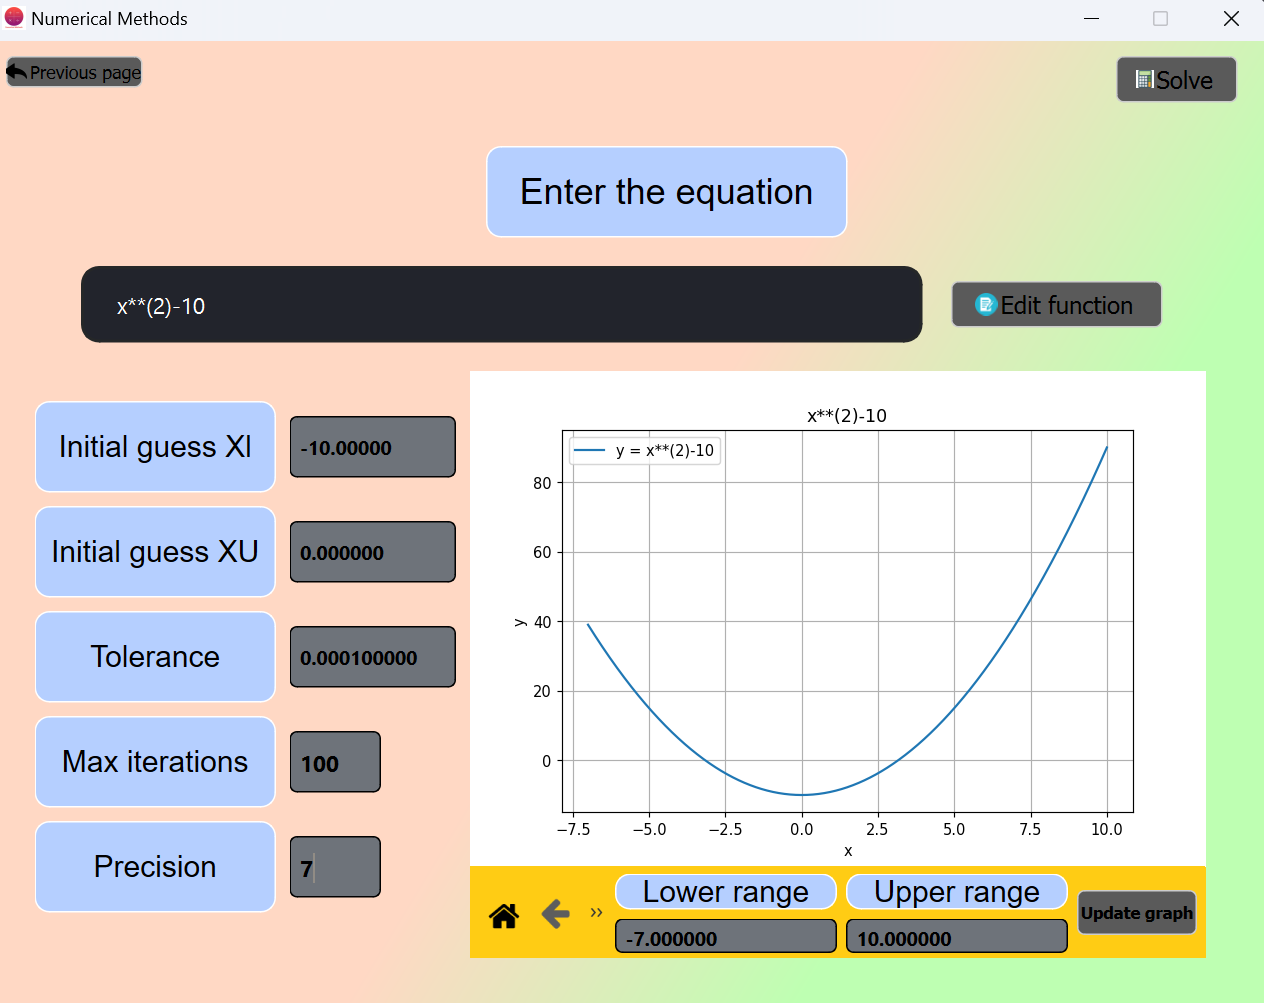 Numerical Methods
Previous page
Solve
Enter the equation
x**(2)-10
Edit function
Initial guess Xl
-10.00000
Initial guess XU
0.000000
Tolerance
0.000100000
Max iterations
100
Precision
7
x**(2)-10
y = x**(2)-10
80
60
40
20
0
y
−7.5
−5.0
−2.5
0.0
2.5
5.0
7.5
10.0
x
Lower range
Upper range
-7.000000
10.000000
Update graph